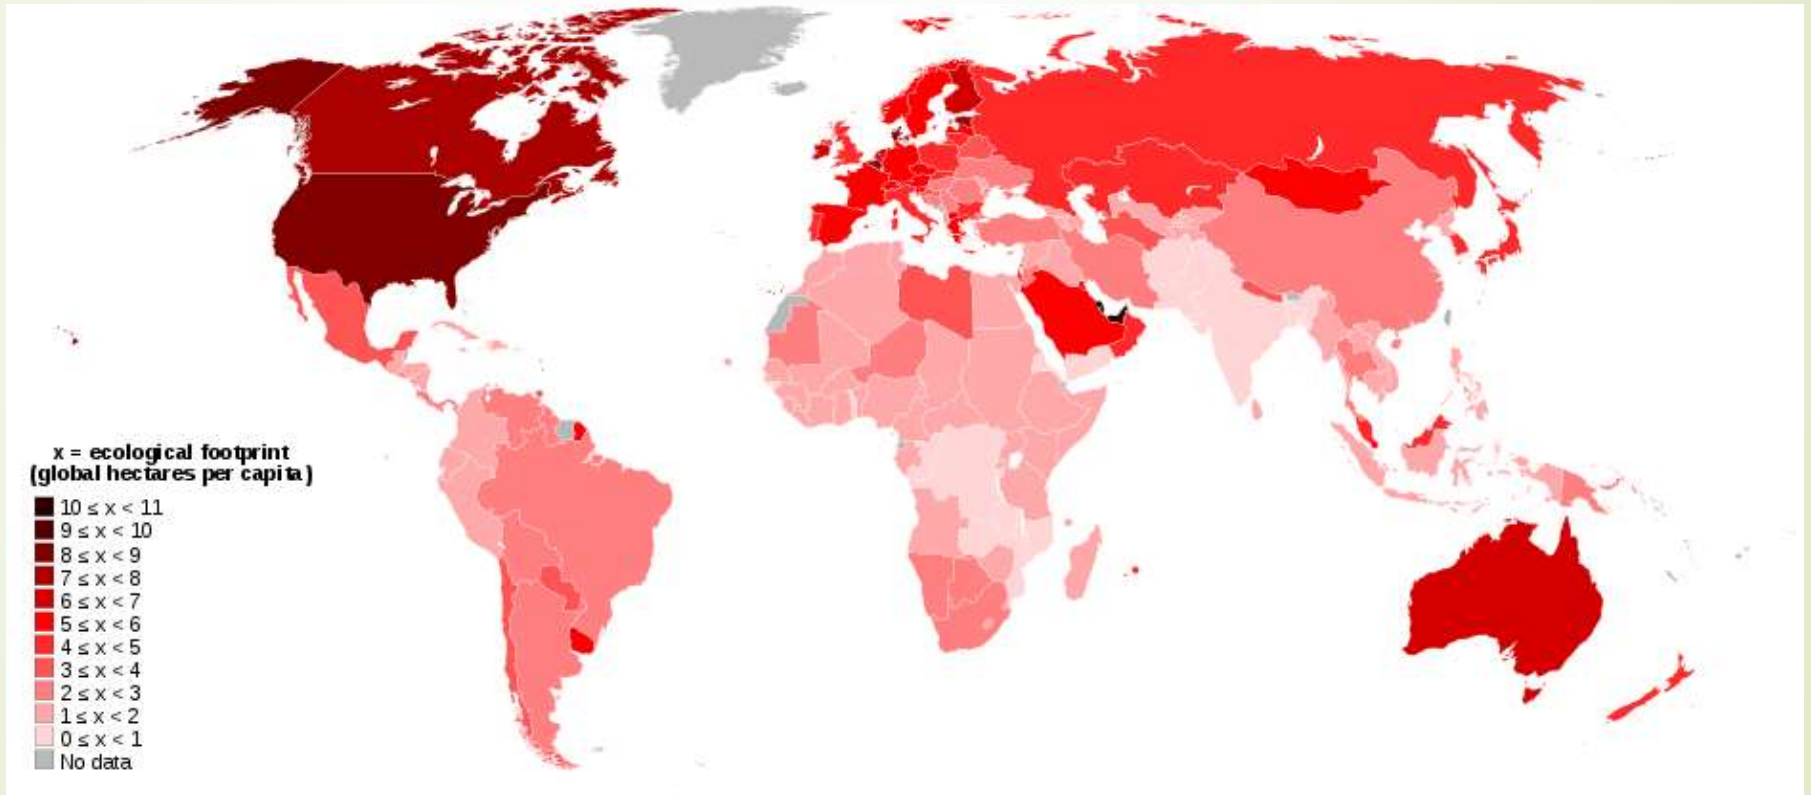 x = ecological footprint
(global hectares per capita)
10 ≤ x < 11
9 ≤ x < 10
8 ≤ x < 9
7 ≤ x < 8
6 ≤ x < 7
5 ≤ x < 6
4 ≤ x < 5
3 ≤ x < 4
2 ≤ x < 3
1 ≤ x < 2
0 ≤ x < 1
No data